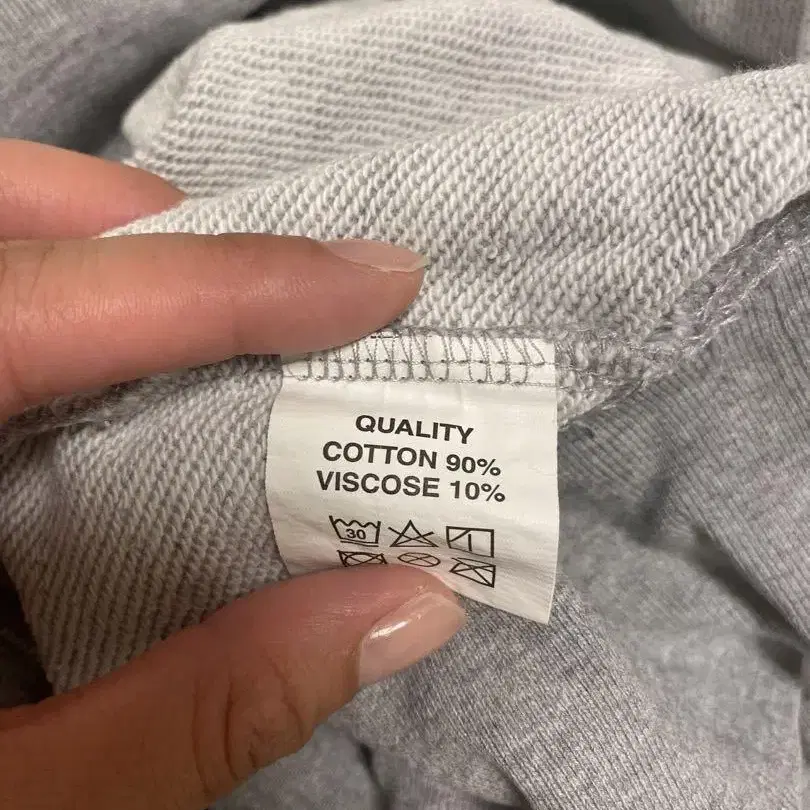 QUALITY
COTTON 90%
VISCOSE 10%
30